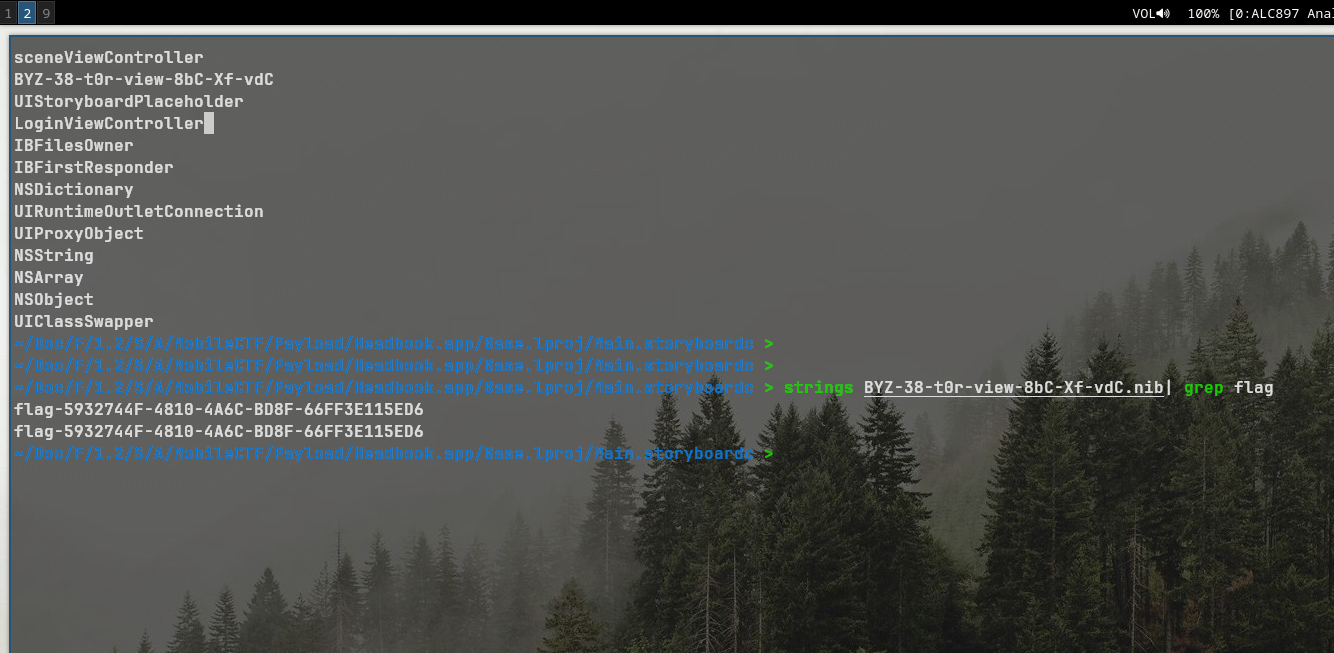 1 2 9 VOL 100% [0:ALC897 Anal
sceneViewController
BYZ-38-t0r-view-8bC-Xf-vdC
UIStoryboardPlaceholder
LoginViewController
IBFilesOwner
IBFirstResponder
NSDictionary
UIRuntimeOutletConnection
UIProxyObject
NSString
NSArray
NSObject
UIClassSwapper
~/Doc/F/1.2/S/A/MobileCTF/Payload/Headbook.app/Base.lproj/Main.storyboardc >
~/Doc/F/1.2/S/A/MobileCTF/Payload/Headbook.app/Base.lproj/Main.storyboardc >
~/Doc/F/1.2/S/A/MobileCTF/Payload/Headbook.app/Base.lproj/Main.storyboardc > strings BYZ-38-t0r-view-8bC-Xf-vdC.nib| grep flag
flag-5932744F-4810-4A6C-BD8F-66FF3E115ED6
flag-5932744F-4810-4A6C-BD8F-66FF3E115ED6
~/Doc/F/1.2/S/A/MobileCTF/Payload/Headbook.app/Base.lproj/Main.storyboardc >